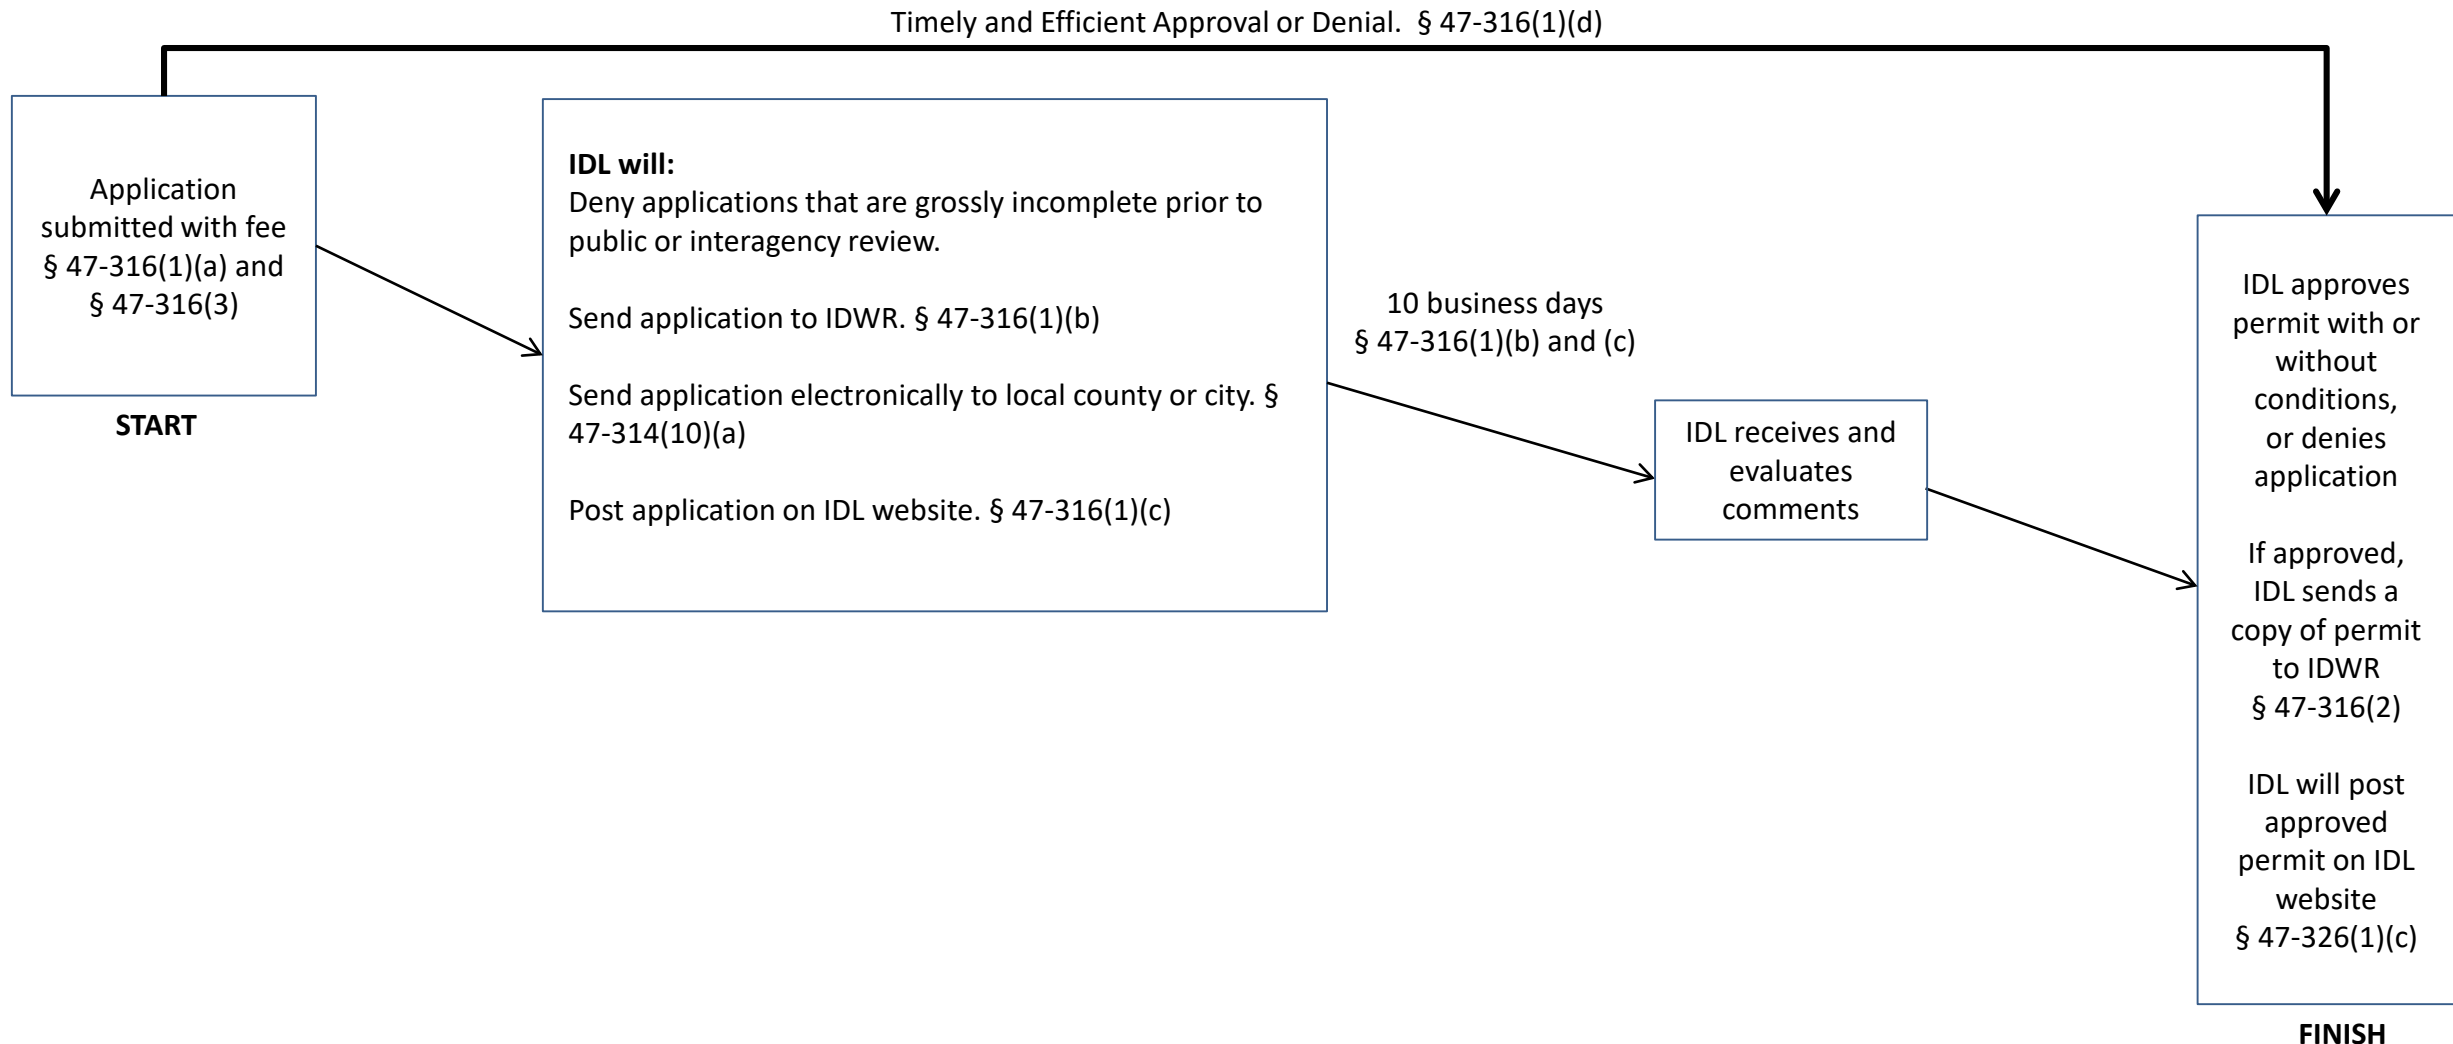 Timely and Efficient Approval or Denial.  § 47-316(1)(d)
Application
submitted with fee
§ 47-316(1)(a) and
§ 47-316(3)
START
IDL will:
Deny applications that are grossly incomplete prior to
public or interagency review.
Send application to IDWR. § 47-316(1)(b)
Send application electronically to local county or city. §
47-314(10)(a)
Post application on IDL website. § 47-316(1)(c)
10 business days
§ 47-316(1)(b) and (c)
IDL receives and
evaluates
comments
IDL approves
permit with or
without
conditions,
or denies
application
If approved,
IDL sends a
copy of permit
to IDWR
§ 47-316(2)
IDL will post
approved
permit on IDL
website
§ 47-326(1)(c)
FINISH